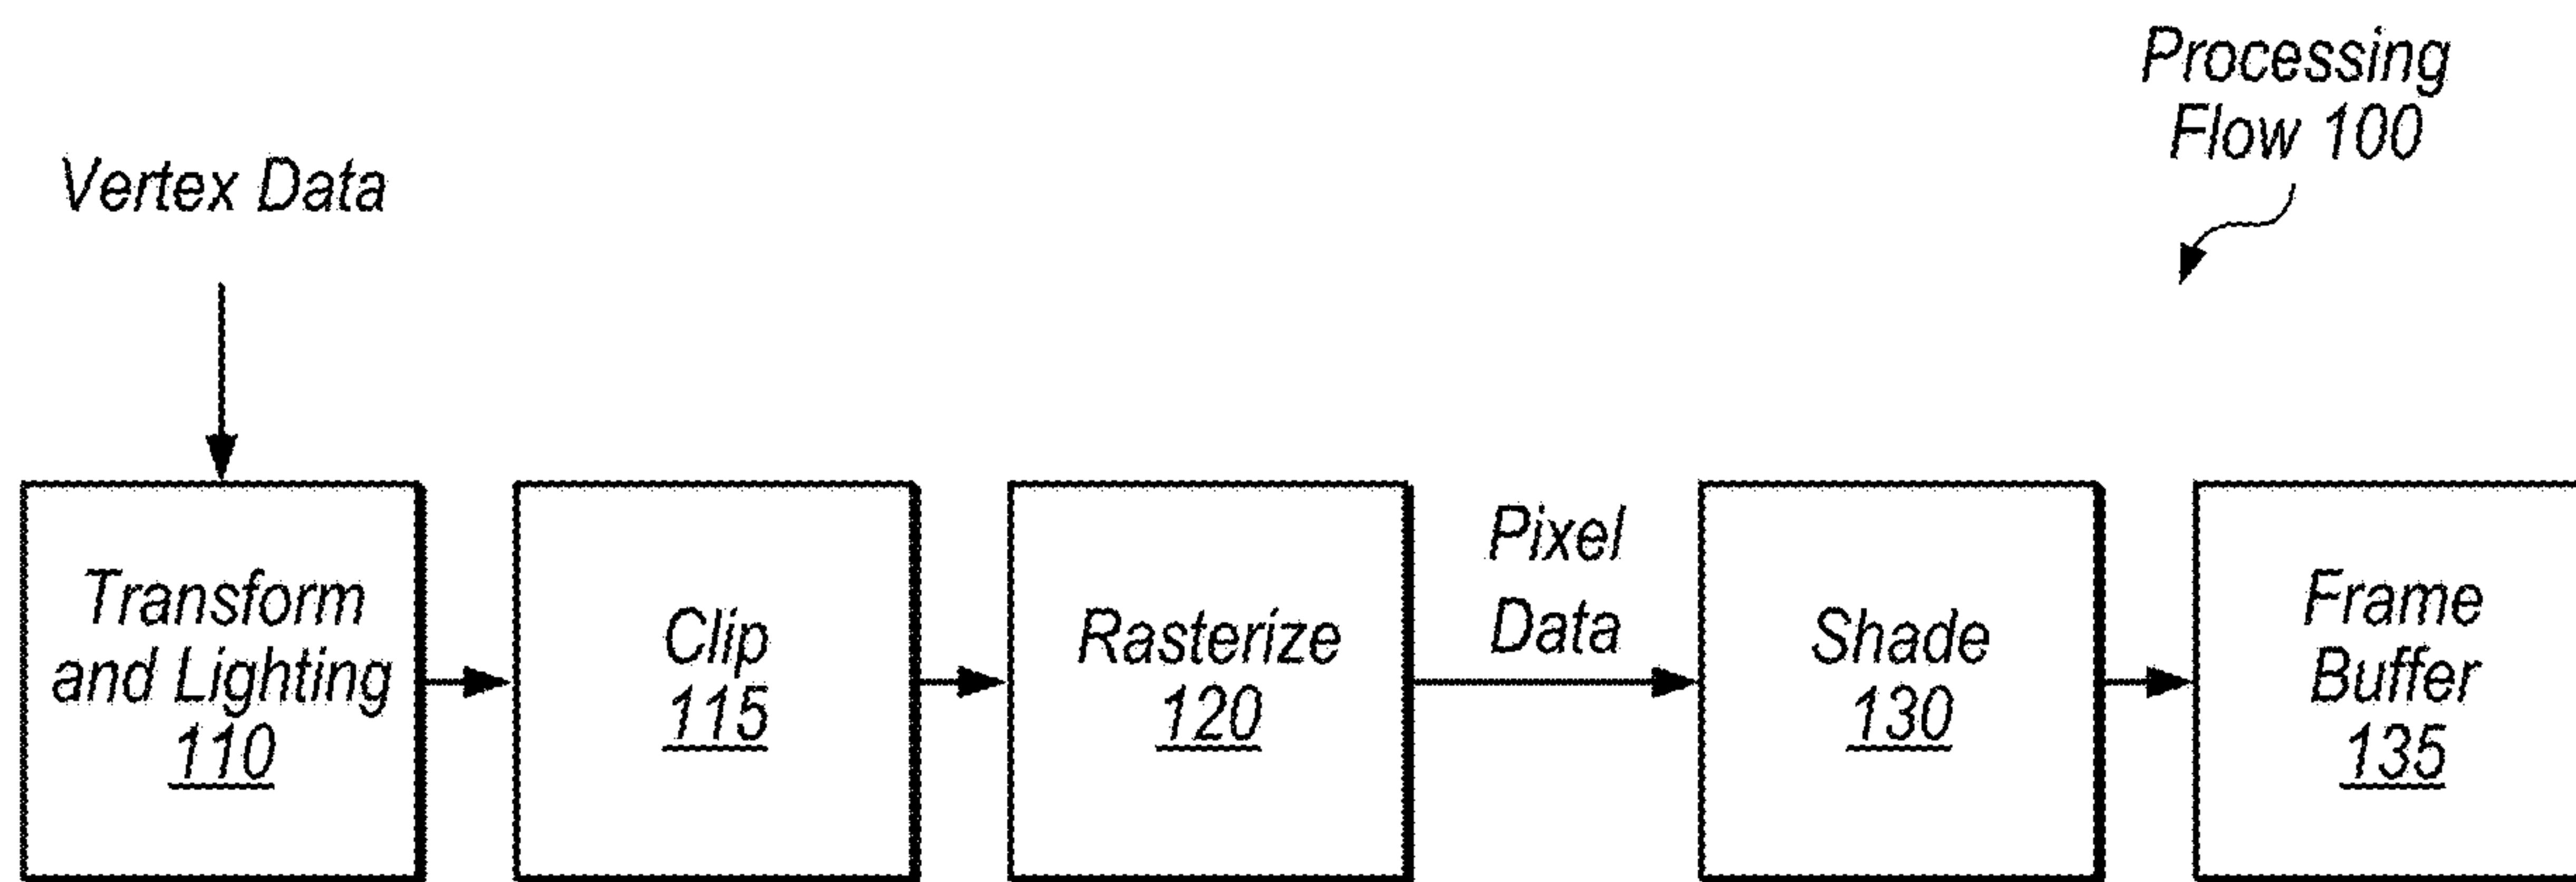 Processing
Flow 100
Vertex Data
Transform
and Lighting
110
Clip
115
Rasterize
120
Pixel
Data
Shade
130
Frame
Buffer
135